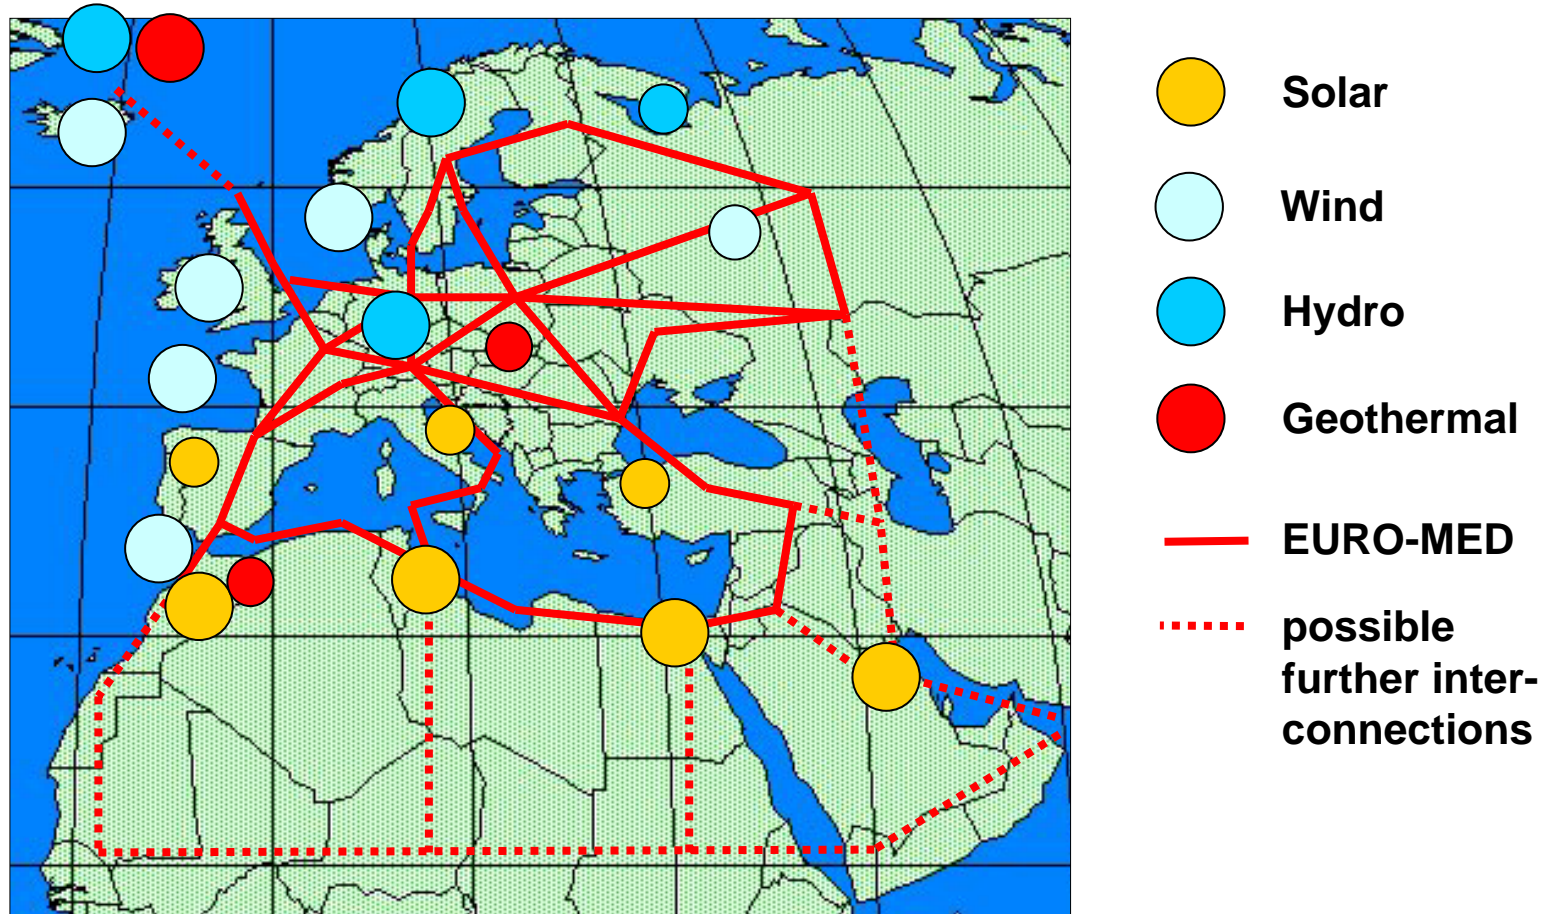 Solar
Wind
Hydro
Geothermal
EURO-MED
possible
further inter-
connections